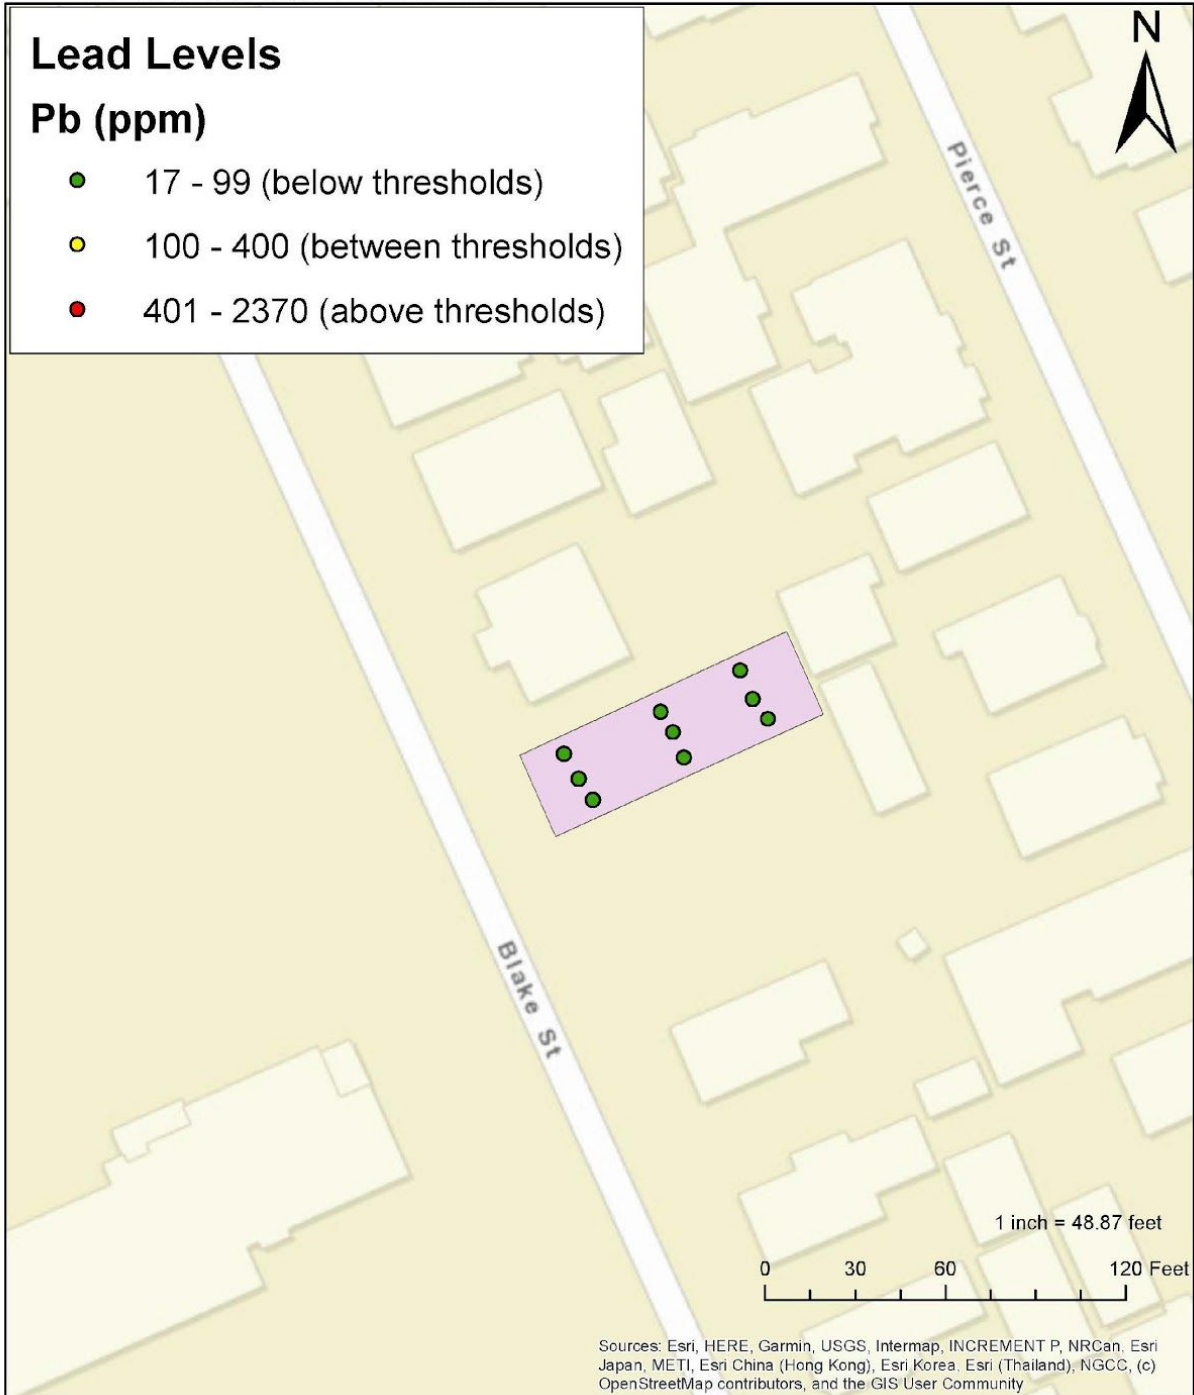 Lead Levels
Pb (ppm)
17 - 99 (below thresholds)
100 - 400 (between thresholds)
401 - 2370 (above thresholds)
N
Pierce St
Blake St
1 inch = 48.87 feet
0 30 60 120 Feet
Sources: Esri, HERE, Garmin, USGS, Intermap, INCREMENT P, NRCan, Esri
Japan, METI, Esri China (Hong Kong), Esri Korea, Esri (Thailand), NGCC, (c)
OpenStreetMap contributors, and the GIS User Community